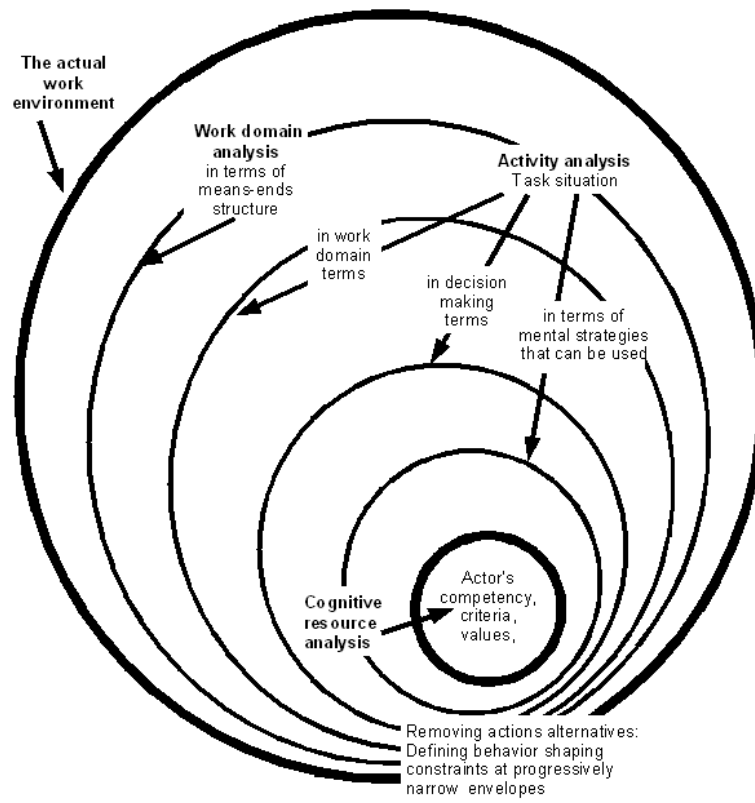 The actual
work
environment
Work domain
analysis
in terms of
means-ends
structure
Activity analysis
Task situation
in work
domain
terms
in decision
making
terms
in terms of
mental strategies
that can be used
Actor's
competency,
criteria,
values,
Cognitive
resource
analysis
Removing actions alternatives:
Defining behavior shaping
constraints at progressively
narrow envelopes